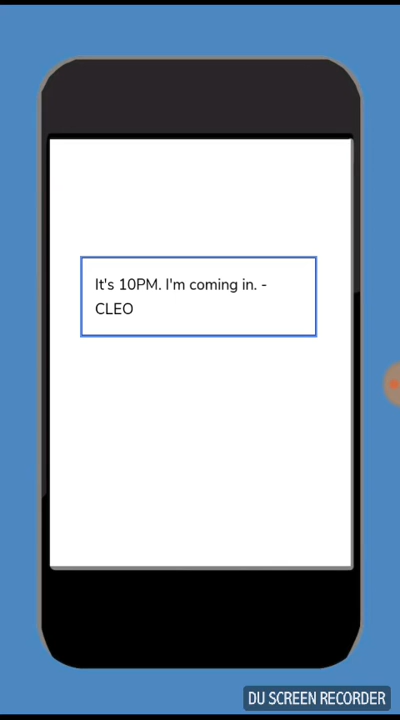 It's 10PM. I'm coming in. -
CLEO
DU SCREEN RECORDER